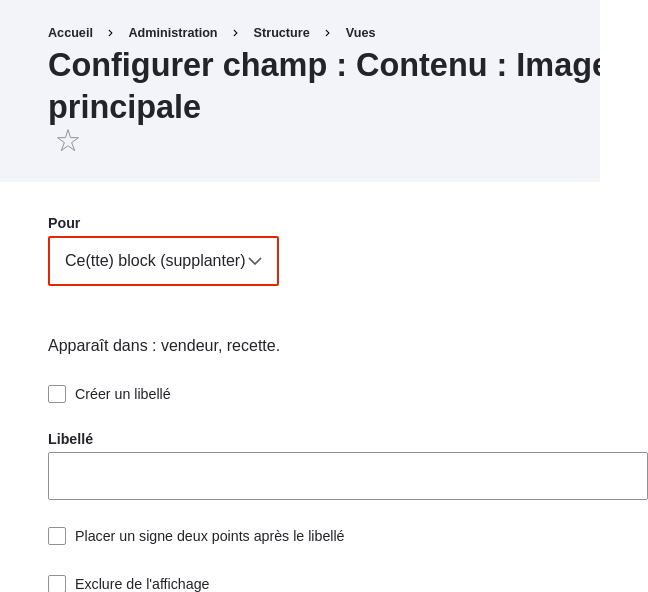 Accueil > Administration > Structure > Vues
Configurer champ : Contenu : Image
principale
Pour
Ce(tte) block (supplanter)
Apparaît dans : vendeur, recette.
Créer un libellé
Libellé
Placer un signe deux points après le libellé
Exclure de l'affichage